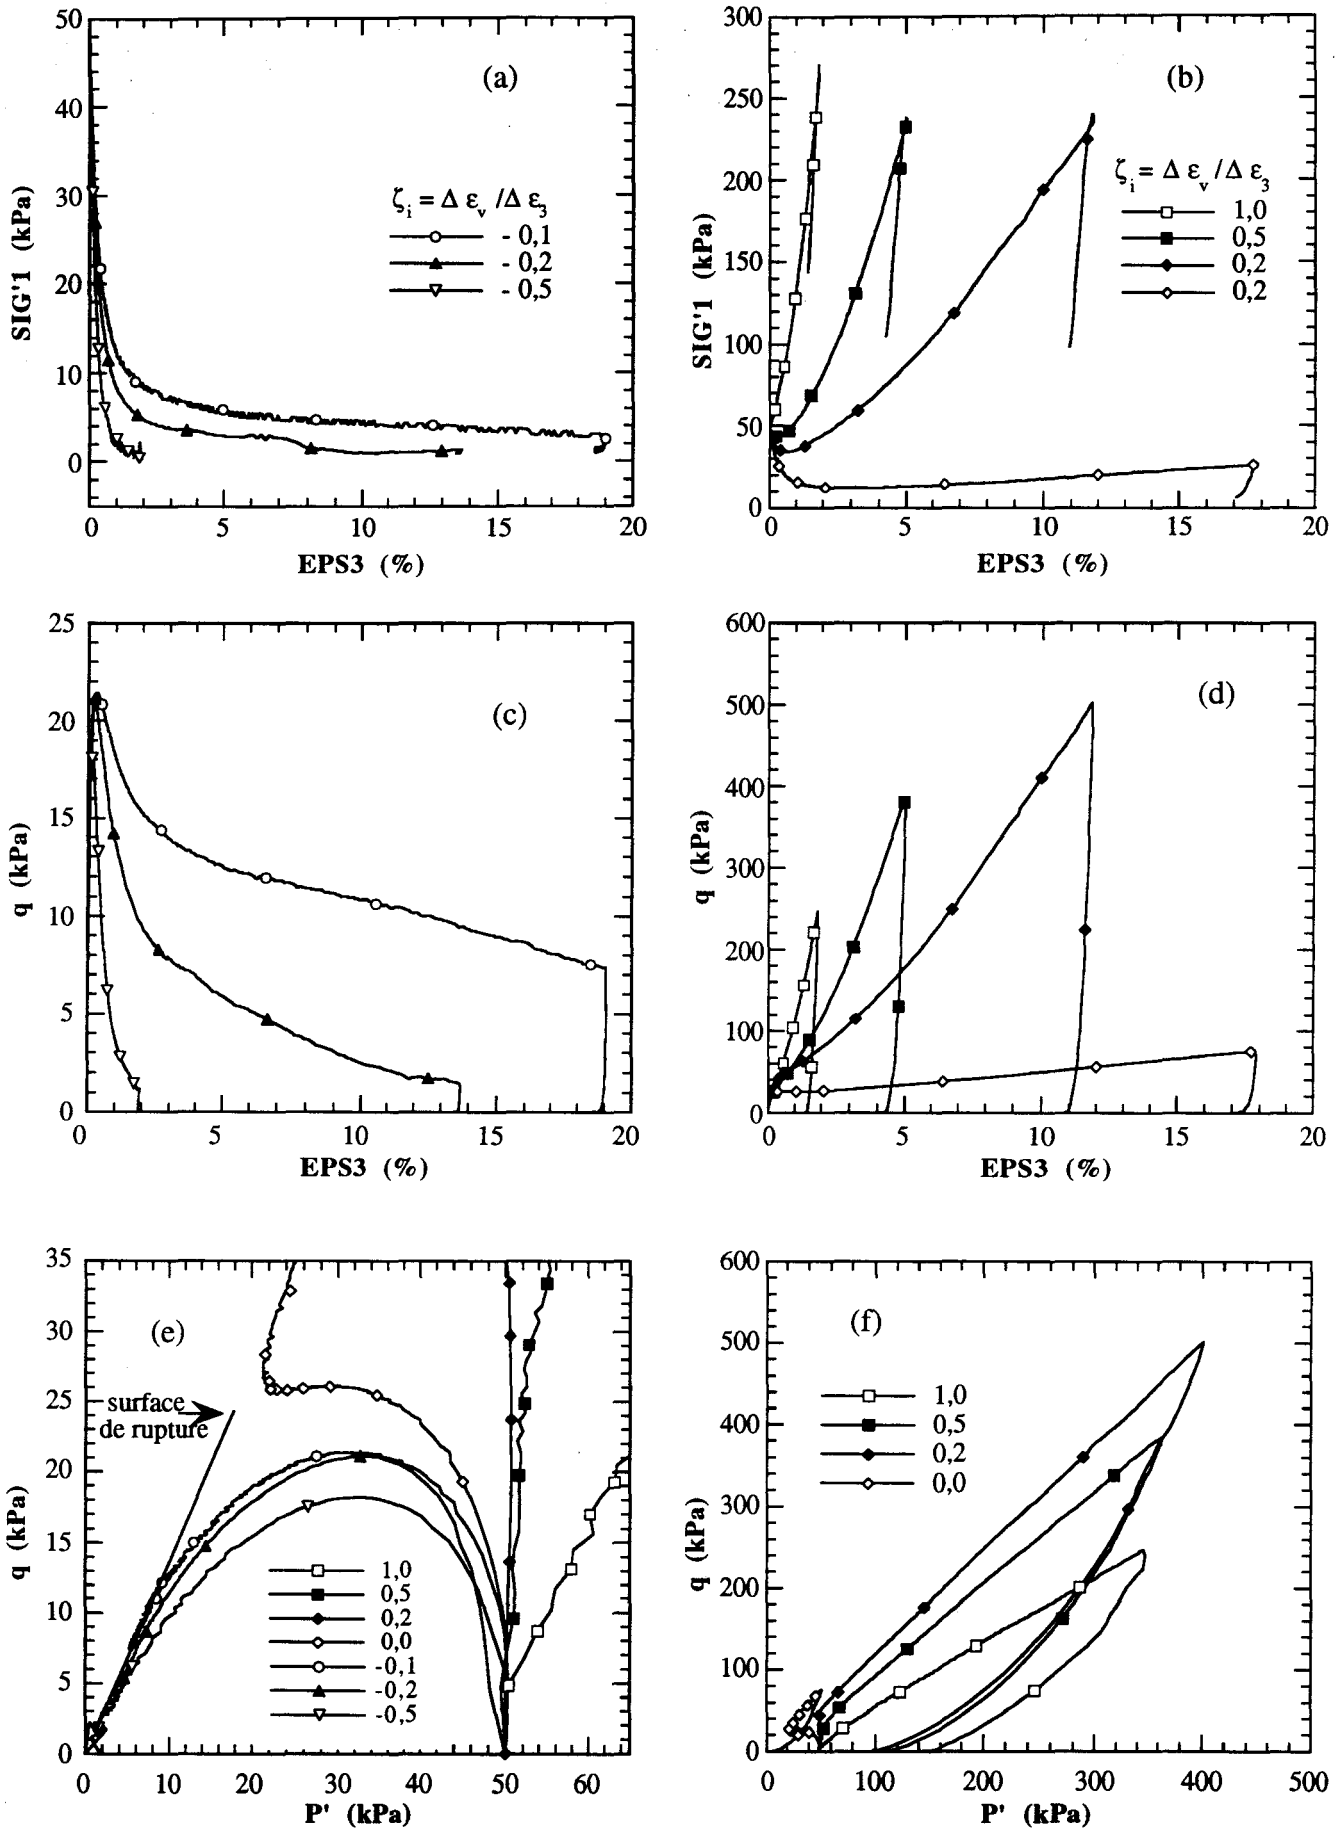 50
40
30
20
10
0
SIG'1 (kPa)
(a)
ζi = Δ εv /Δ ε3
- 0,1
- 0,2
- 0,5
0 5 10 15 20
EPS3 (%)
300
250
200
150
100
50
0
SIG'1 (kPa)
(b)
ζi = Δ εv /Δ ε3
1,0
0,5
0,2
0,2
0 5 10 15 20
EPS3 (%)
25
20
15
10
5
0
q (kPa)
(c)
0 5 10 15 20
EPS3 (%)
600
500
400
300
200
100
0
q (kPa)
(d)
0 5 10 15 20
EPS3 (%)
35
30
25
20
15
10
5
0
q (kPa)
(e)
surface
de rupture
1,0
0,5
0,2
0,0
-0,1
-0,2
-0,5
0 10 20 30 40 50 60
P' (kPa)
600
500
400
300
200
100
0
q (kPa)
(f)
1,0
0,5
0,2
0,0
0 100 200 300 400 500
P' (kPa)